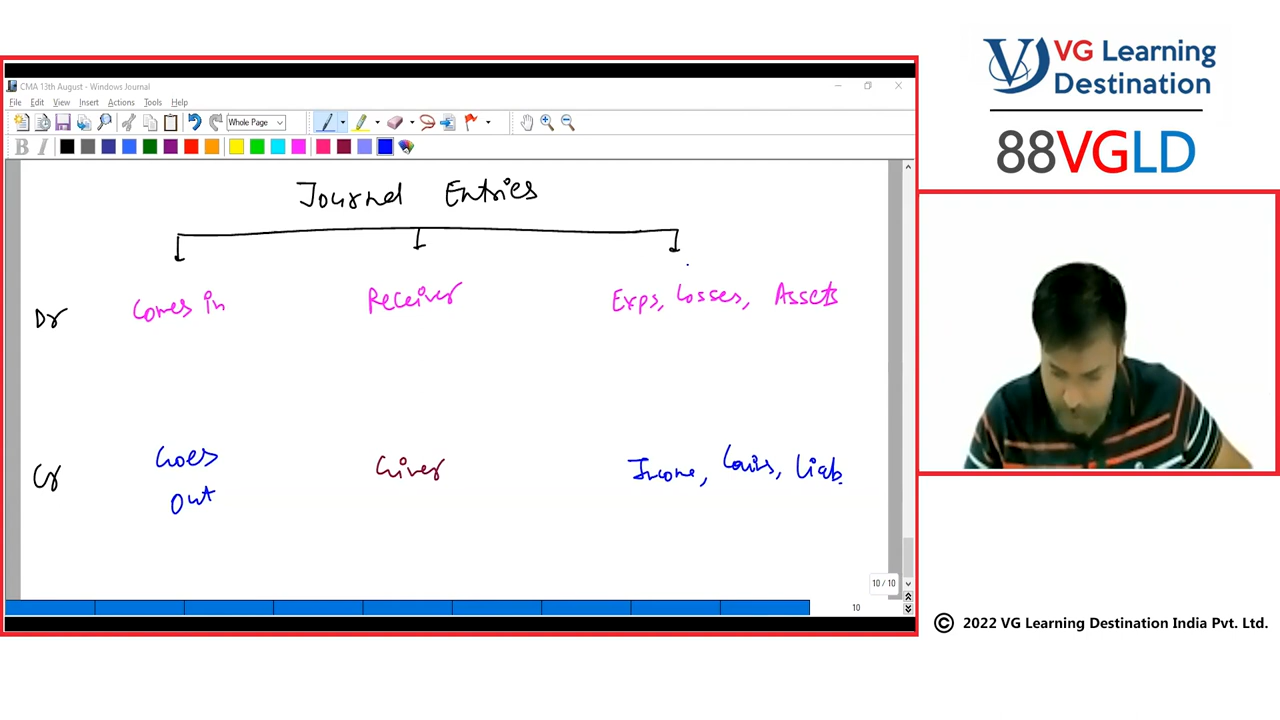 VG Learning
Destination
88VGLD
CMA 13th August - Windows Journal
File Edit View Insert Actions Tools Help
Whole Page
B I
Journal Entries
Dr Comes in Receiver Exps, Losses, Assets
Cr Goes Out Giver Income, Gains, Liab.
10 / 10
10
© 2022 VG Learning Destination India Pvt. Ltd.